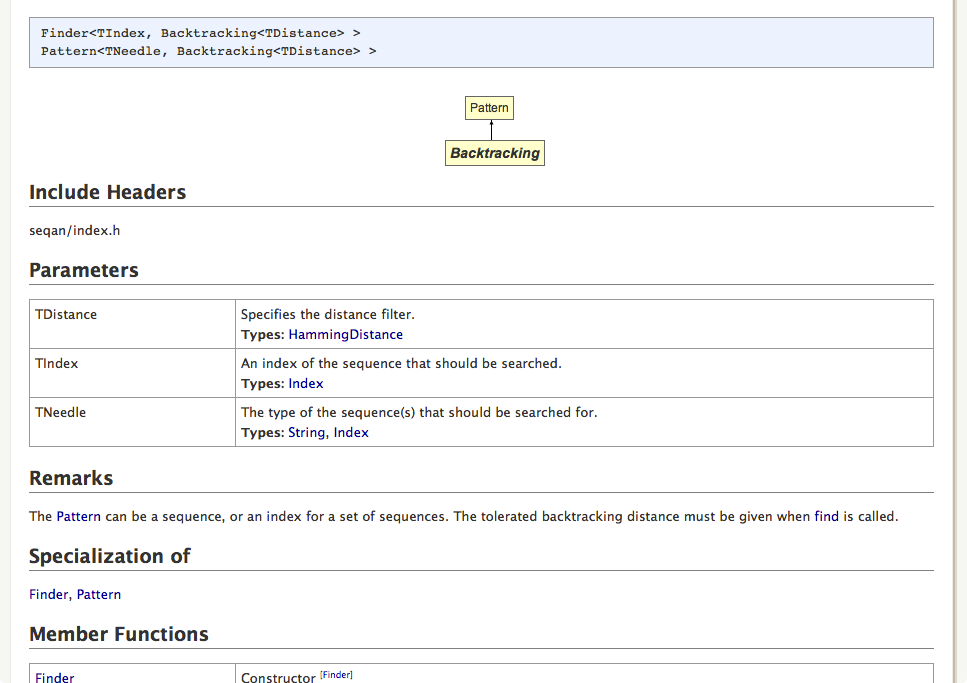 Finder<TIndex, Backtracking<TDistance> >
Pattern<TNeedle, Backtracking<TDistance> >
Pattern
Backtracking
Include Headers
seqan/index.h
Parameters
TDistance
Specifies the distance filter.
Types: HammingDistance
TIndex
An index of the sequence that should be searched.
Types: Index
TNeedle
The type of the sequence(s) that should be searched for.
Types: String, Index
Remarks
The Pattern can be a sequence, or an index for a set of sequences. The tolerated backtracking distance must be given when find is called.
Specialization of
Finder, Pattern
Member Functions
Finder
Constructor [Finder]